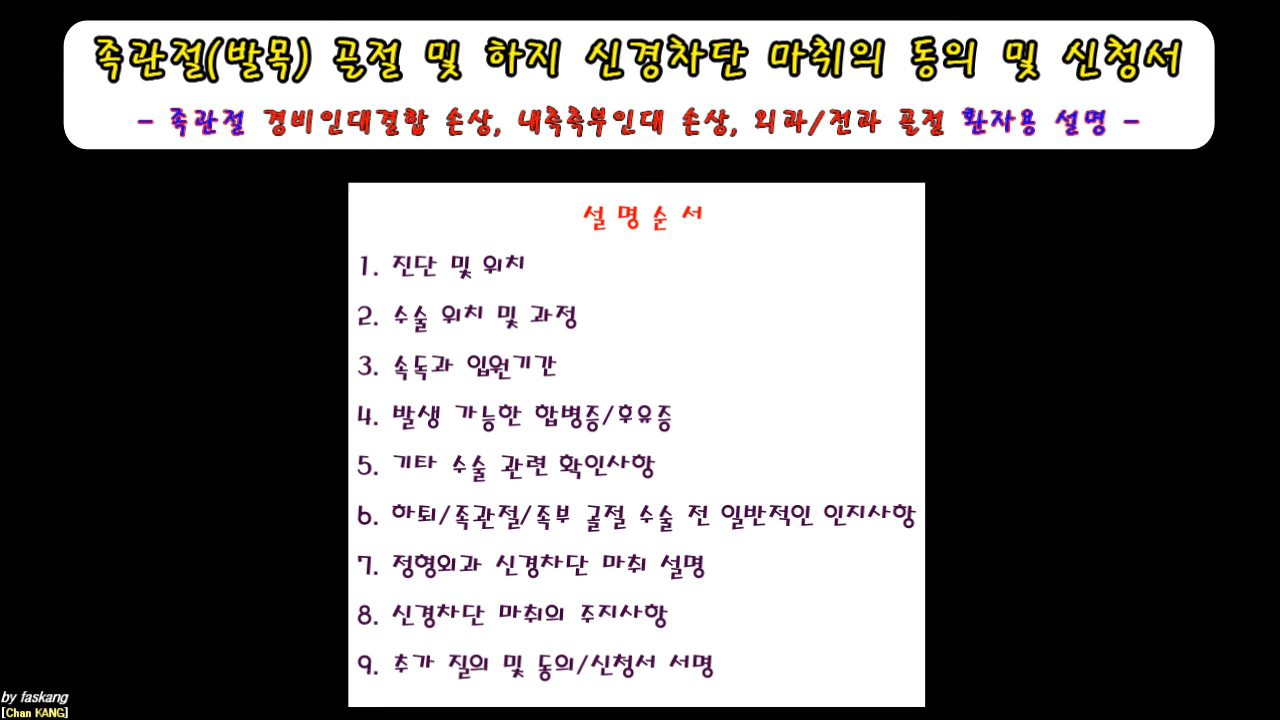 족관절(발목) 골절 및 하지 신경차단 마취의 동의 및 신청서
- 족관절 경비인대결합 손상, 내측측부인대 손상, 외과/전과 골절 환자용 설명 -
설 명 순 서
1. 진단 및 위치
2. 수술 위치 및 과정
3. 속독과 입원기간
4. 발생 가능한 합병증/후유증
5. 기타 수술 관련 확인사항
6. 하퇴/족관절/족부 골절 수술 전 일반적인 인지사항
7. 정형외과 신경차단 마취 설명
8. 신경차단 마취의 주지사항
9. 추가 질의 및 동의/신청서 서명
by faskang
[Chan KANG]